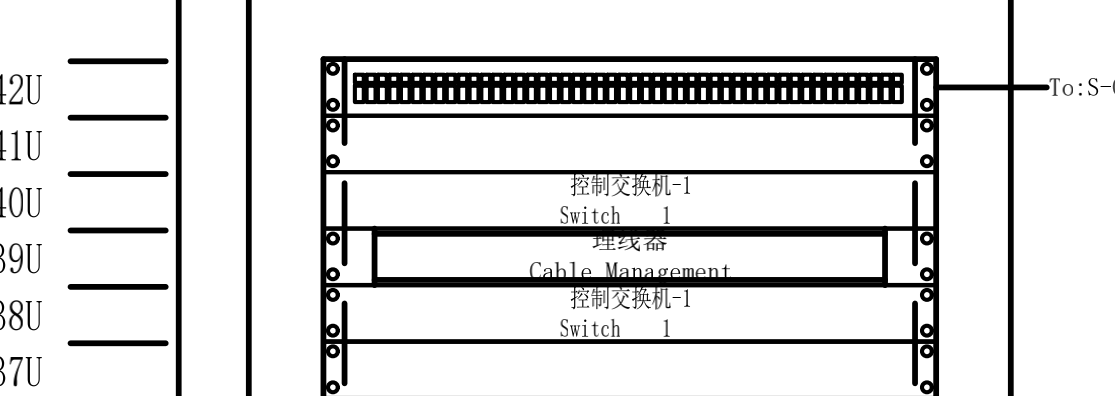 42U
To:S-
41U
控制交换机-1
40U
Switch 1
理线器
39U
Cable Management
控制交换机-1
38U
Switch 1
37U